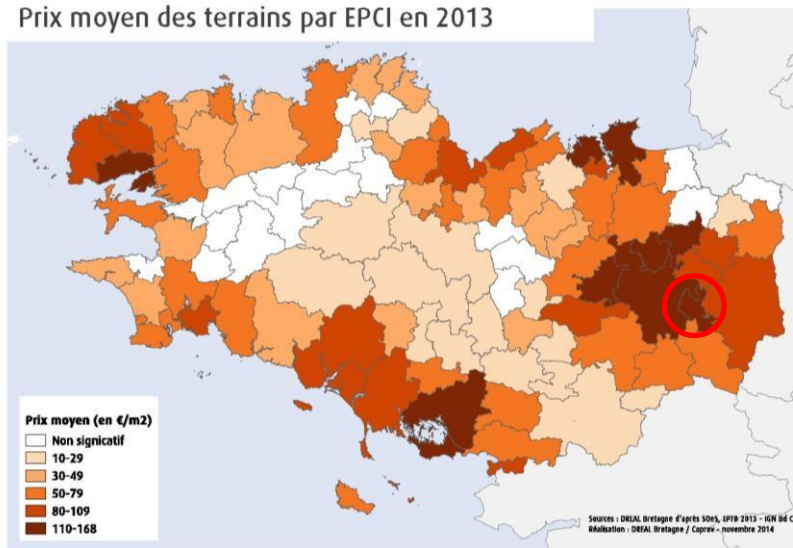 Prix moyen des terrains par EPCI en 2013
Prix moyen (en €/m2)
Non signicatif
10-29
30-49
50-79
80-109
110-168
Sources : DREAL Bretagne d'après SOeS, EPTB 2013 - IGN Bd C
Réalisation : DREAL Bretagne / Caprev - novembre 2014